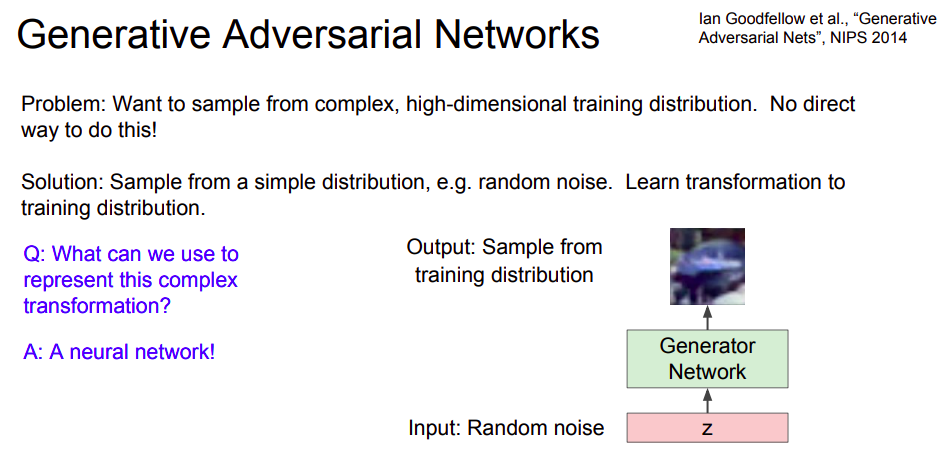 Generative Adversarial Networks
Ian Goodfellow et al., “Generative
Adversarial Nets”, NIPS 2014
Problem: Want to sample from complex, high-dimensional training distribution.  No direct
way to do this!
Solution: Sample from a simple distribution, e.g. random noise.  Learn transformation to
training distribution.
Q: What can we use to
represent this complex
transformation?
A: A neural network!
Output: Sample from
training distribution
Generator
Network
Input: Random noise
z